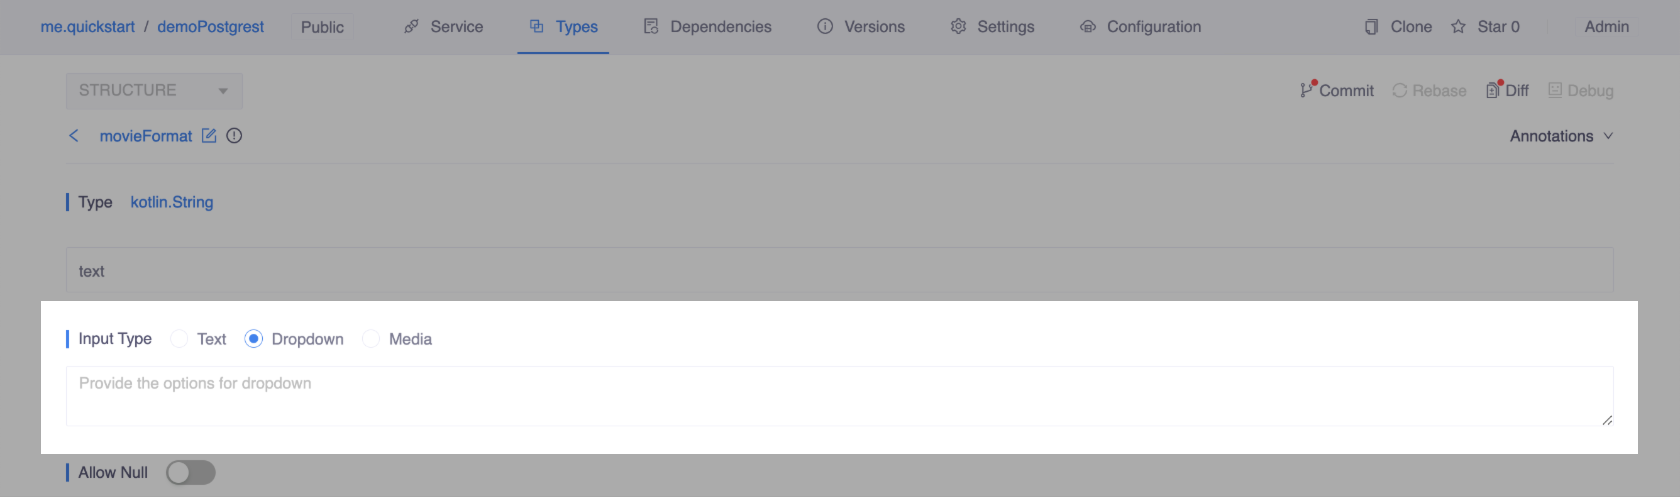 me.quickstart / demoPostgrest Public Service Types Dependencies Versions Settings Configuration Clone Star 0 Admin
STRUCTURE Commit Rebase Diff Debug
movieFormat Annotations
Type kotlin.String
text
Input Type Text Dropdown Media
Provide the options for dropdown
Allow Null